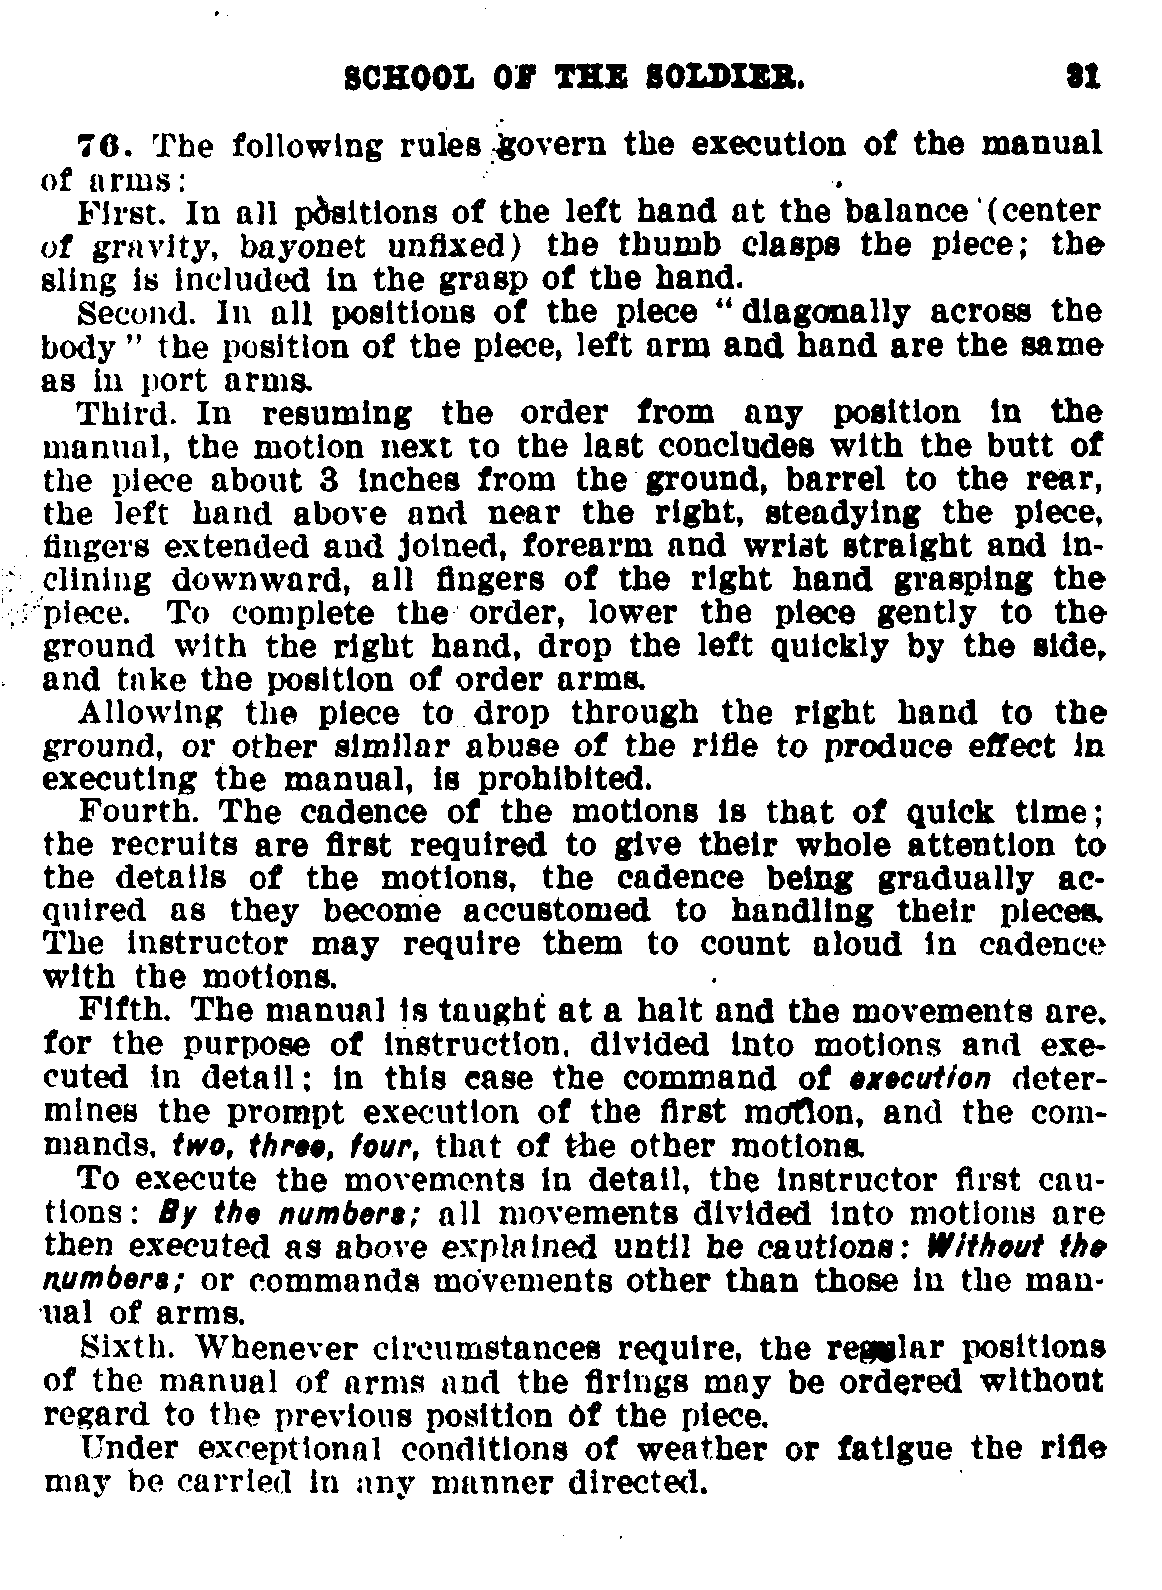 SCHOOL OF THE SOLDIER. 31
76. The following rules govern the execution of the manual
of arms:
First. In all positions of the left hand at the balance (center
of gravity, bayonet unfixed) the thumb clasps the piece; the
sling is included in the grasp of the hand.
Second. In all positions of the piece " diagonally across the
body " the position of the piece, left arm and hand are the same
as in port arms.
Third. In resuming the order from any position in the
manual, the motion next to the last concludes with the butt of
the piece about 3 inches from the ground, barrel to the rear,
the left hand above and near the right, steadying the piece,
fingers extended and joined, forearm and wrist straight and in-
clining downward, all fingers of the right hand grasping the
piece. To complete the order, lower the piece gently to the
ground with the right hand, drop the left quickly by the side,
and take the position of order arms.
Allowing the piece to drop through the right hand to the
ground, or other similar abuse of the rifle to produce effect in
executing the manual, is prohibited.
Fourth. The cadence of the motions is that of quick time;
the recruits are first required to give their whole attention to
the details of the motions, the cadence being gradually ac-
quired as they become accustomed to handling their pieces.
The instructor may require them to count aloud in cadence
with the motions.
Fifth. The manual is taught at a halt and the movements are,
for the purpose of instruction, divided into motions and exe-
cuted in detail; in this case the command of execution deter-
mines the prompt execution of the first motion, and the com-
mands, two, three, four, that of the other motions.
To execute the movements in detail, the instructor first cau-
tions: By the numbers; all movements divided into motions are
then executed as above explained until he cautions: Without the
numbers; or commands movements other than those in the man-
ual of arms.
Sixth. Whenever circumstances require, the regular positions
of the manual of arms and the firings may be ordered without
regard to the previous position of the piece.
Under exceptional conditions of weather or fatigue the rifle
may be carried in any manner directed.